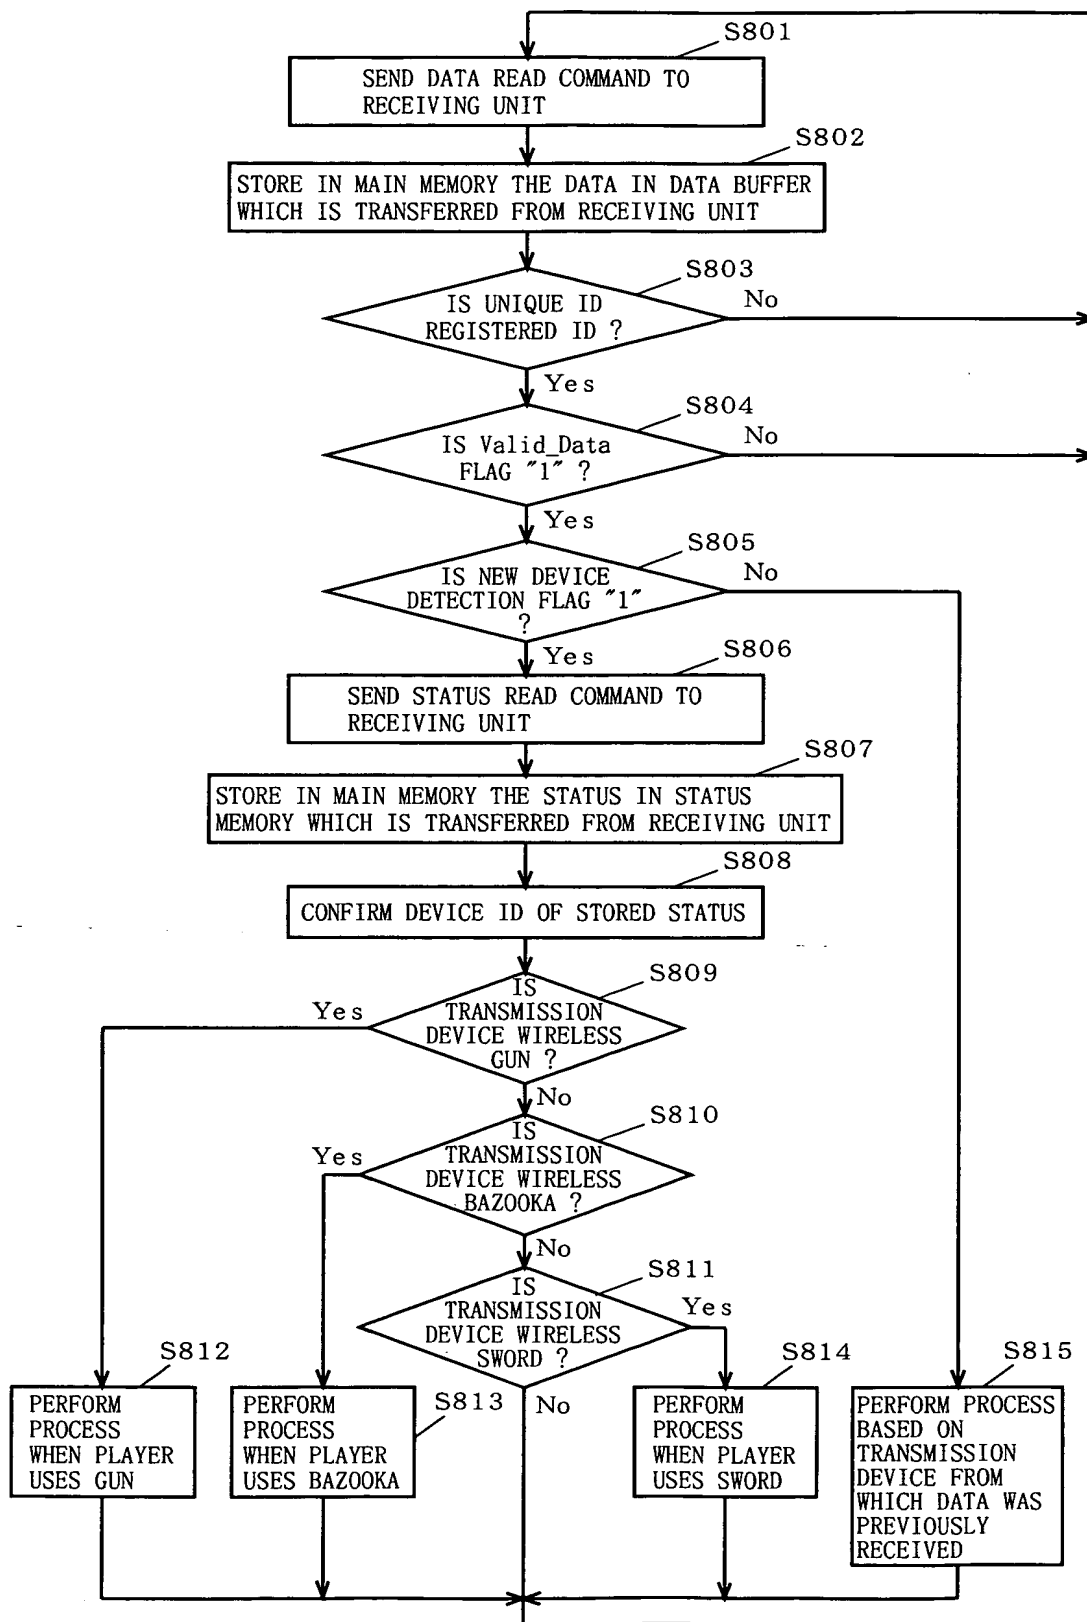 S801
SEND DATA READ COMMAND TO
RECEIVING UNIT
S802
STORE IN MAIN MEMORY THE DATA IN DATA BUFFER
WHICH IS TRANSFERRED FROM RECEIVING UNIT
S803
IS UNIQUE ID
REGISTERED ID ?
No
Yes
S804
IS Valid_Data
FLAG "1" ?
No
Yes
S805
IS NEW DEVICE
DETECTION FLAG "1"
?
No
Yes
S806
SEND STATUS READ COMMAND TO
RECEIVING UNIT
S807
STORE IN MAIN MEMORY THE STATUS IN STATUS
MEMORY WHICH IS TRANSFERRED FROM RECEIVING UNIT
S808
CONFIRM DEVICE ID OF STORED STATUS
S809
IS
TRANSMISSION
DEVICE WIRELESS
GUN ?
Yes
No
S810
IS
TRANSMISSION
DEVICE WIRELESS
BAZOOKA ?
Yes
No
S811
IS
TRANSMISSION
DEVICE WIRELESS
SWORD ?
Yes
No
S812
PERFORM
PROCESS
WHEN PLAYER
USES GUN
S813
PERFORM
PROCESS
WHEN PLAYER
USES BAZOOKA
S814
PERFORM
PROCESS
WHEN PLAYER
USES SWORD
S815
PERFORM PROCESS
BASED ON
TRANSMISSION
DEVICE FROM
WHICH DATA WAS
PREVIOUSLY
RECEIVED